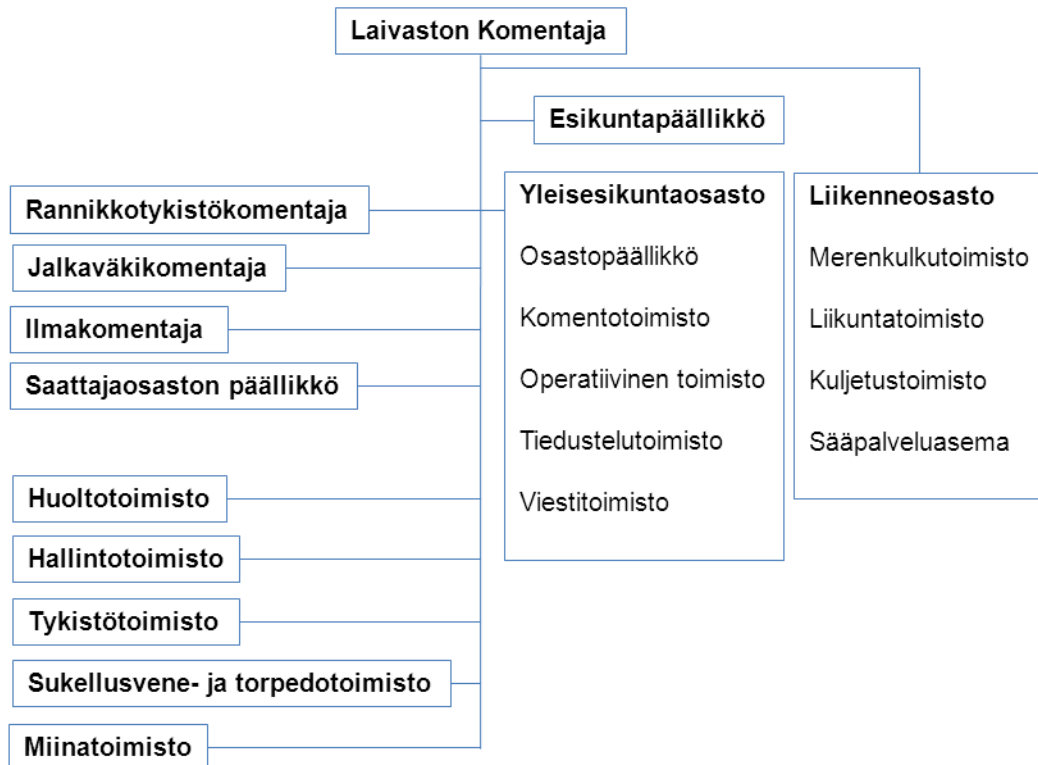 Laivaston Komentaja
Esikuntapäällikkö
Rannikkotykistökomentaja
Jalkaväkikomentaja
Ilmakomentaja
Saattajaosaston päällikkö
Huoltotoimisto
Hallintotoimisto
Tykistötoimisto
Sukellusvene- ja torpedotoimisto
Miinatoimisto
Yleisesikuntaosasto
Osastopäällikkö
Komentotoimisto
Operatiivinen toimisto
Tiedustelutoimisto
Viestitoimisto
Liikenneosasto
Merenkulkutoimisto
Liikuntatoimisto
Kuljetustoimisto
Sääpalveluasema